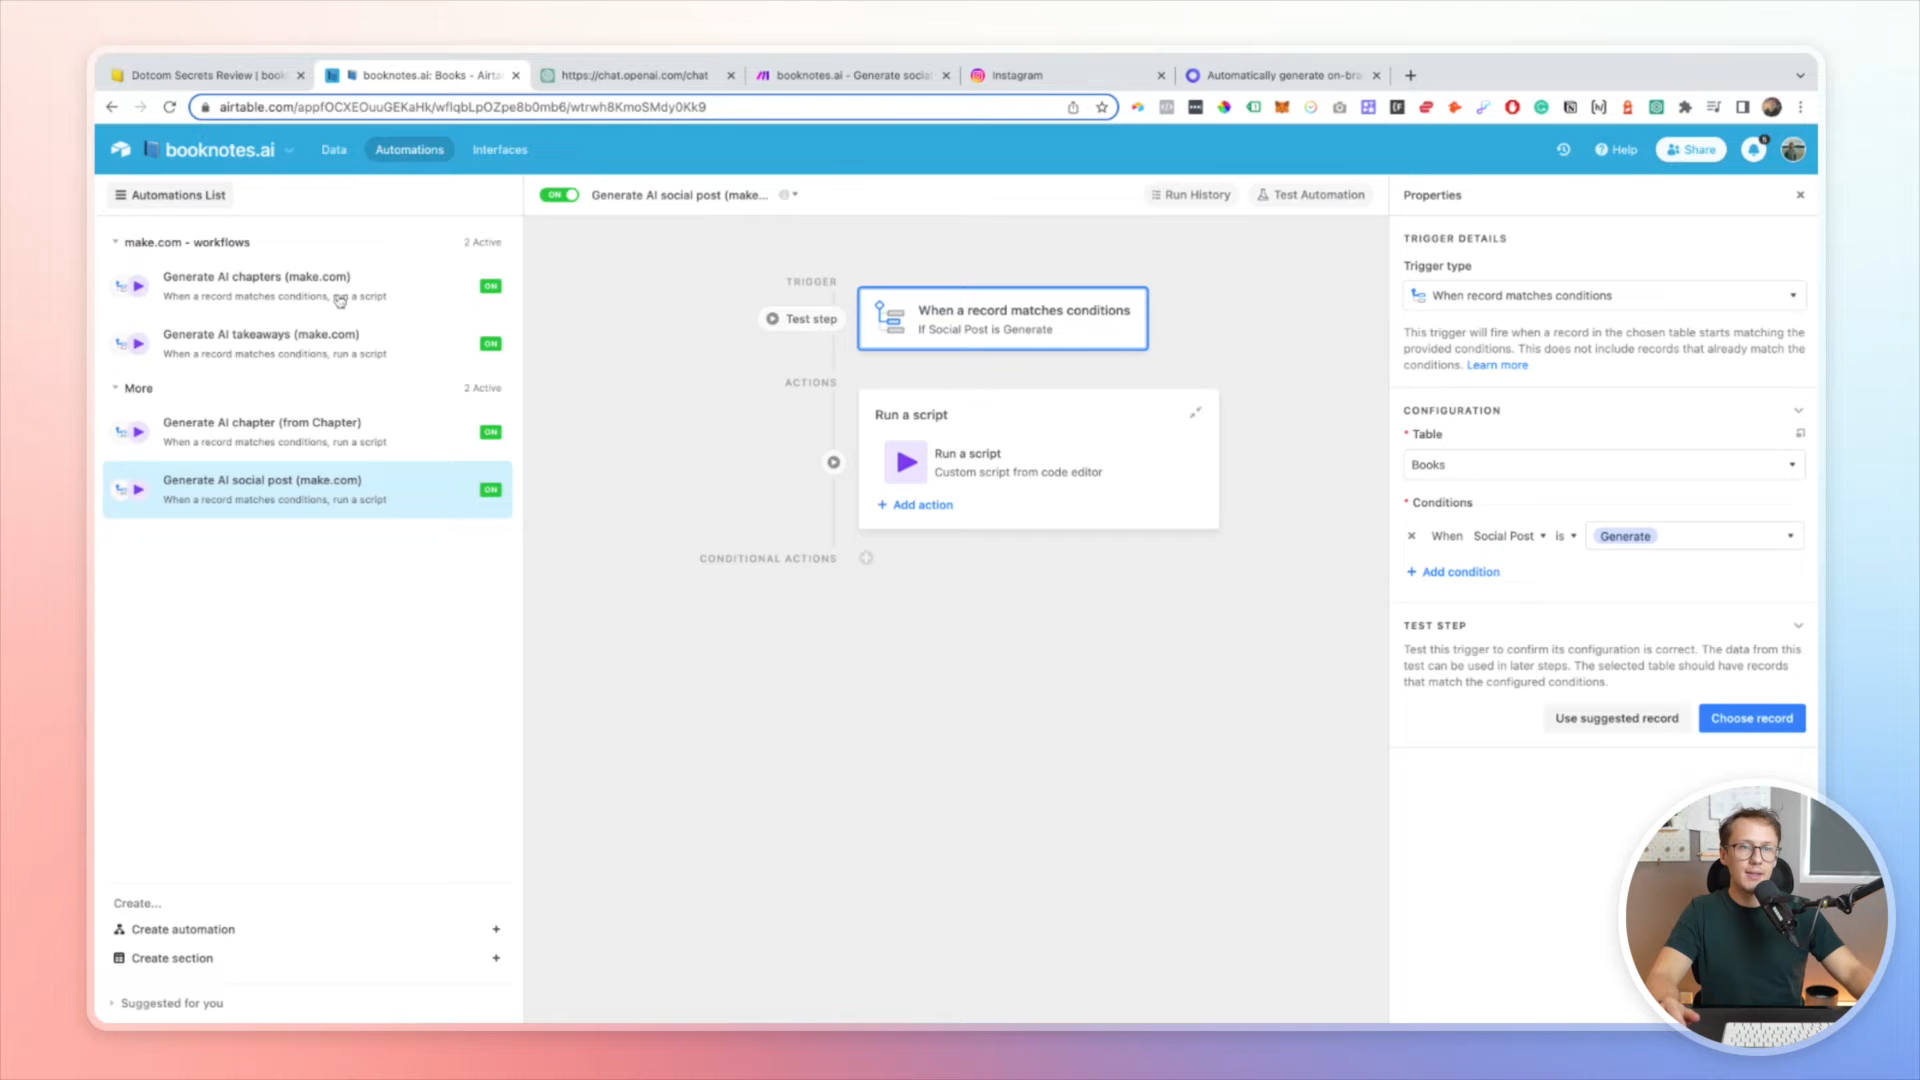 Dotcom Secrets Review | book
booknotes.ai: Books - Airta
https://chat.openai.com/chat
booknotes.ai - Generate social
Instagram
Automatically generate on-bra
airtable.com/appfOCXEOuuGEKaHk/wflqbLpOZpe8b0mb6/wtrwh8KmoSMdy0Kk9
booknotes.ai
Data
Automations
Interfaces
Help
Share
Automations List
ON
Generate AI social post (make...
Run History
Test Automation
Properties
make.com - workflows
2 Active
Generate AI chapters (make.com)
When a record matches conditions, run a script
ON
Generate AI takeaways (make.com)
When a record matches conditions, run a script
ON
More
2 Active
Generate AI chapter (from Chapter)
When a record matches conditions, run a script
ON
Generate AI social post (make.com)
When a record matches conditions, run a script
ON
Create...
Create automation
Create section
Suggested for you
TRIGGER
Test step
When a record matches conditions
If Social Post is Generate
ACTIONS
Run a script
Run a script
Custom script from code editor
+ Add action
CONDITIONAL ACTIONS
TRIGGER DETAILS
Trigger type
When record matches conditions
This trigger will fire when a record in the chosen table starts matching the
provided conditions. This does not include records that already match the
conditions. Learn more
CONFIGURATION
* Table
Books
* Conditions
When Social Post is Generate
+ Add condition
TEST STEP
Test this trigger to confirm its configuration is correct. The data from this
test can be used in later steps. The selected table should have records
that match the configured conditions.
Use suggested record
Choose record